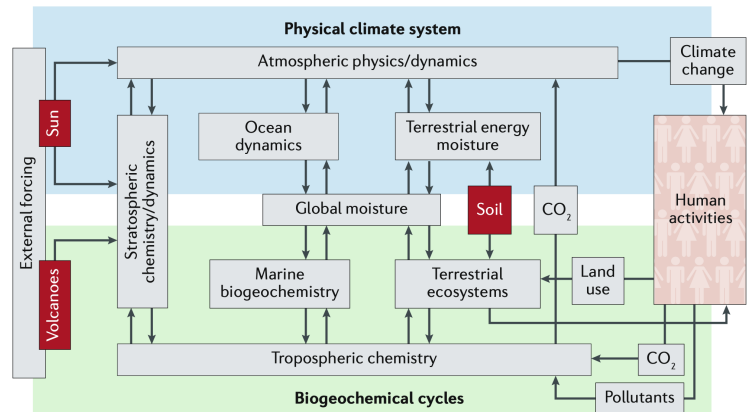 Physical climate system
Atmospheric physics/dynamics
Climate
change
External forcing
Sun
Volcanoes
Stratospheric
chemistry/dynamics
Ocean
dynamics
Terrestrial energy
moisture
Global moisture
Soil
CO₂
Human
activities
Marine
biogeochemistry
Terrestrial
ecosystems
Land
use
Tropospheric chemistry
CO₂
Pollutants
Biogeochemical cycles